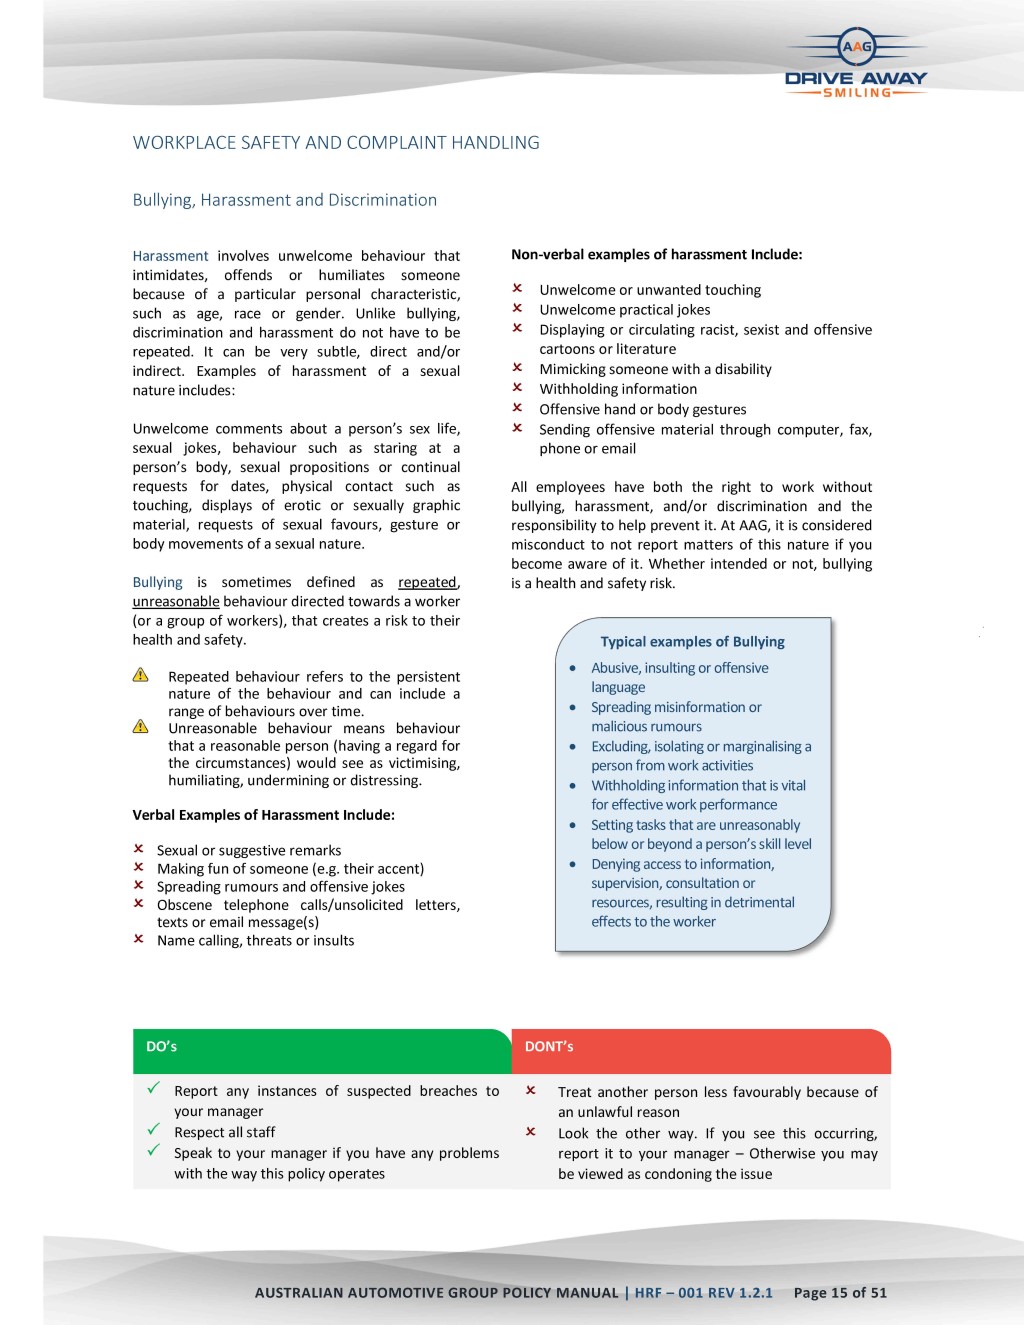 AAG
DRIVE AWAY
SMILING
WORKPLACE SAFETY AND COMPLAINT HANDLING
Bullying, Harassment and Discrimination
Harassment involves unwelcome behaviour that
intimidates, offends or humiliates someone
because of a particular personal characteristic,
such as age, race or gender. Unlike bullying,
discrimination and harassment do not have to be
repeated. It can be very subtle, direct and/or
indirect. Examples of harassment of a sexual
nature includes:
Unwelcome comments about a person's sex life,
sexual jokes, behaviour such as staring at a
person's body, sexual propositions or continual
requests for dates, physical contact such as
touching, displays of erotic or sexually graphic
material, requests of sexual favours, gesture or
body movements of a sexual nature.
Bullying is sometimes defined as repeated,
unreasonable behaviour directed towards a worker
(or a group of workers), that creates a risk to their
health and safety.
Repeated behaviour refers to the persistent
nature of the behaviour and can include a
range of behaviours over time.
Unreasonable behaviour means behaviour
that a reasonable person (having a regard for
the circumstances) would see as victimising,
humiliating, undermining or distressing.
Verbal Examples of Harassment Include:
Sexual or suggestive remarks
Making fun of someone (e.g. their accent)
Spreading rumours and offensive jokes
Obscene telephone calls/unsolicited letters,
texts or email message(s)
Name calling, threats or insults
Non-verbal examples of harassment Include:
Unwelcome or unwanted touching
Unwelcome practical jokes
Displaying or circulating racist, sexist and offensive
cartoons or literature
Mimicking someone with a disability
Withholding information
Offensive hand or body gestures
Sending offensive material through computer, fax,
phone or email
All employees have both the right to work without
bullying, harassment, and/or discrimination and the
responsibility to help prevent it. At AAG, it is considered
misconduct to not report matters of this nature if you
become aware of it. Whether intended or not, bullying
is a health and safety risk.
Typical examples of Bullying
• Abusive, insulting or offensive
language
• Spreading misinformation or
malicious rumours
• Excluding, isolating or marginalising a
person from work activities
• Withholding information that is vital
for effective work performance
• Setting tasks that are unreasonably
below or beyond a person's skill level
• Denying access to information,
supervision, consultation or
resources, resulting in detrimental
effects to the worker
DO's
Report any instances of suspected breaches to
your manager
Respect all staff
Speak to your manager if you have any problems
with the way this policy operates
DONT's
Treat another person less favourably because of
an unlawful reason
Look the other way. If you see this occurring,
report it to your manager – Otherwise you may
be viewed as condoning the issue
AUSTRALIAN AUTOMOTIVE GROUP POLICY MANUAL | HRF – 001 REV 1.2.1 Page 15 of 51